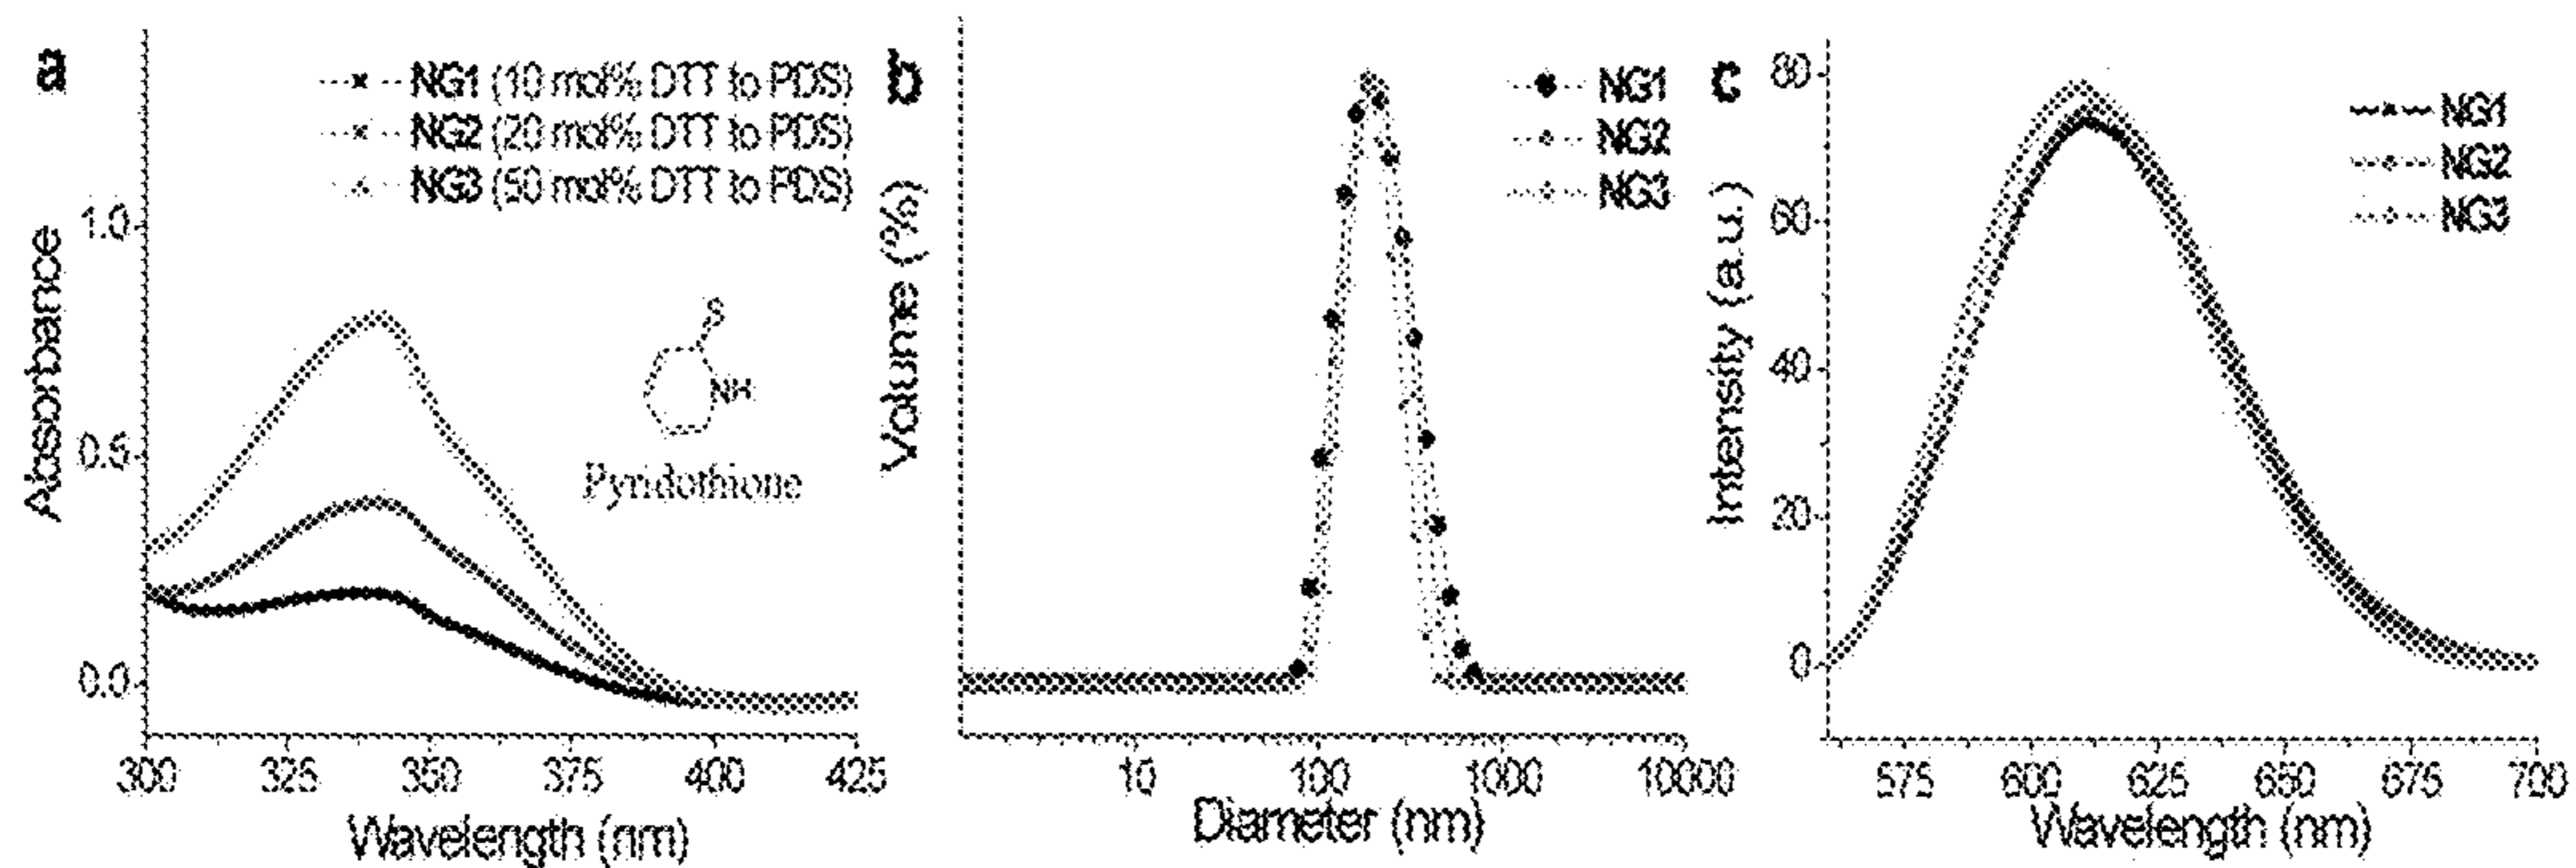 a
NG1 (10 mol% DTT to PDS)
NG2 (20 mol% DTT to PDS)
NG3 (50 mol% DTT to PDS)
Absorbance
1.0
0.5
0.0
S
NH
Pyridothione
300 325 350 375 400 425
Wavelength (nm)
b
NG1
NG2
NG3
Volume (%)
10 100 1000 10000
Diameter (nm)
c
NG1
NG2
NG3
Intensity (a.u.)
80
60
40
20
0
575 600 625 650 675 700
Wavelength (nm)